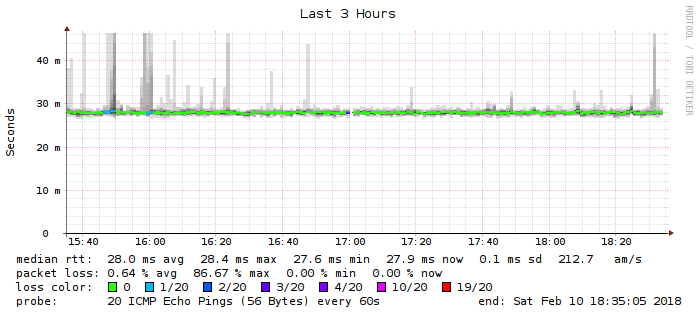 Last 3 Hours
RRDTOOL / TOBI OETIKER
Seconds
40 m
30 m
20 m
10 m
0
15:40 16:00 16:20 16:40 17:00 17:20 17:40 18:00 18:20
median rtt: 28.0 ms avg 28.4 ms max 27.6 ms min 27.9 ms now 0.1 ms sd 212.7 am/s
packet loss: 0.64 % avg 86.67 % max 0.00 % min 0.00 % now
loss color: 0 1/20 2/20 3/20 4/20 10/20 19/20
probe: 20 ICMP Echo Pings (56 Bytes) every 60s end: Sat Feb 10 18:35:05 2018